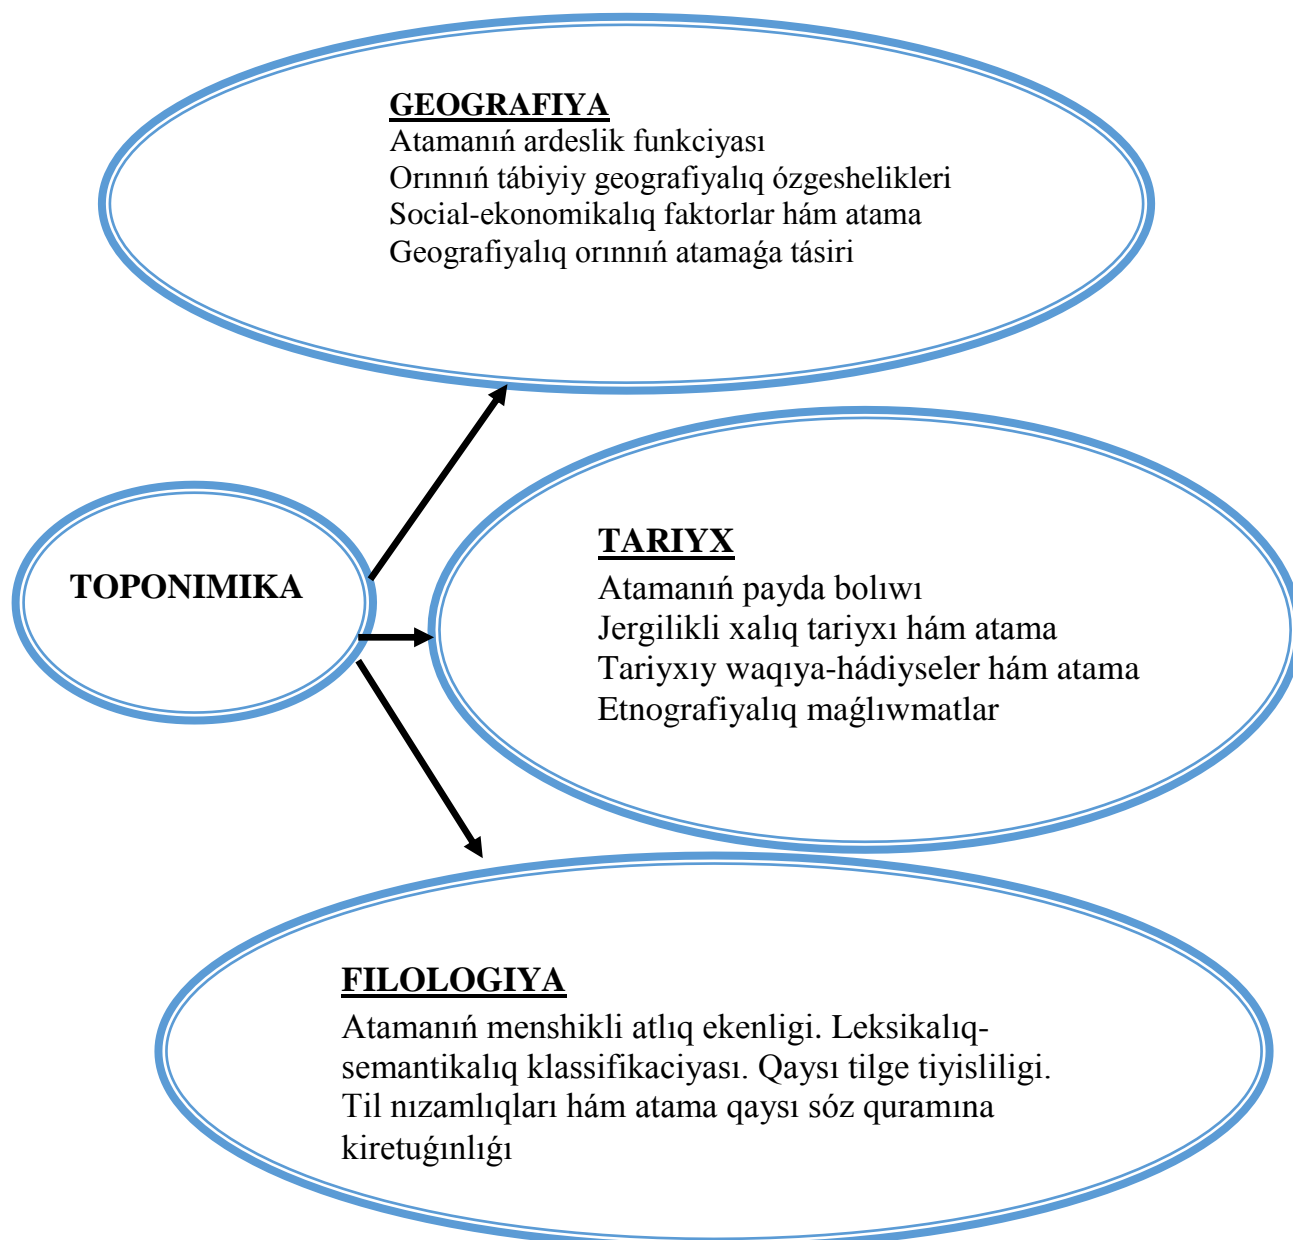 GEOGRAFIYA
Atamanıń ardeslik funkciyası
Orınnıń tábiyiy geografiyalıq ózgeshelikleri
Social-ekonomikalıq faktorlar hám atama
Geografiyalıq orınnıń atamaǵa tásiri
TOPONIMIKA
TARIYX
Atamanıń payda bolıwı
Jergilikli xalıq tariyxı hám atama
Tariyxıy waqıya-hádiyseler hám atama
Etnografiyalıq maǵlıwmatlar
FILOLOGIYA
Atamanıń menshikli atlıq ekenligi. Leksikalıq-
semantikalıq klassifikaciyası. Qaysı tilge tiyisliligi.
Til nızamlıqları hám atama qaysı sóz quramına
kiretuǵınlıǵı